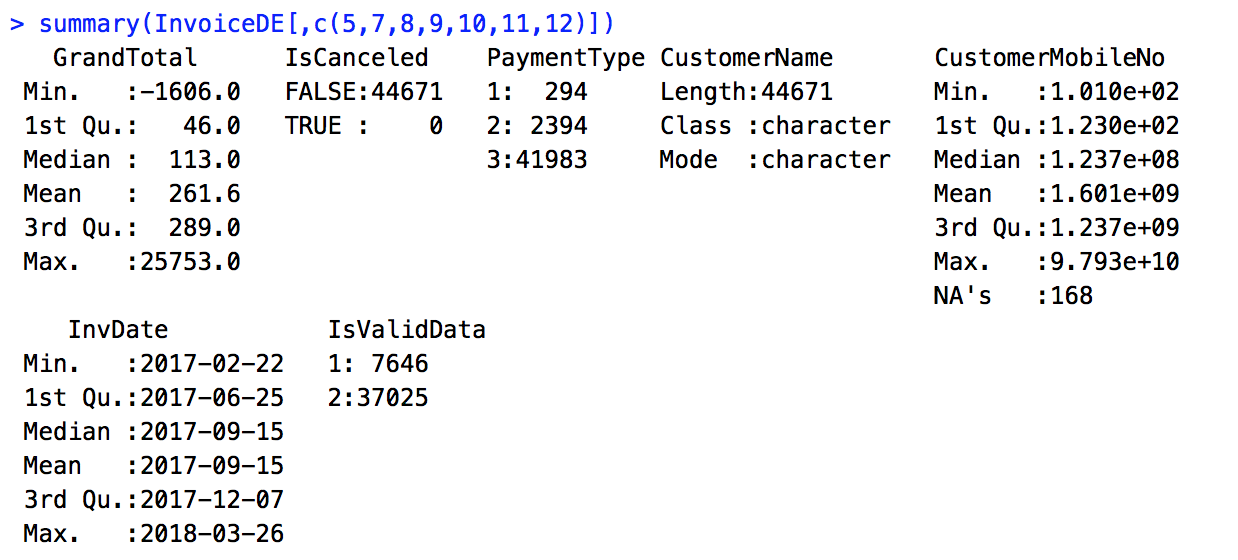 > summary(InvoiceDE[,c(5,7,8,9,10,11,12)])
   GrandTotal      IsCanceled    PaymentType CustomerName       CustomerMobileNo
 Min.   :-1606.0   FALSE:44671   1:  294     Length:44671       Min.   :1.010e+02
 1st Qu.:   46.0   TRUE :    0   2: 2394     Class :character   1st Qu.:1.230e+02
 Median :  113.0                 3:41983     Mode  :character   Median :1.237e+08
 Mean   :  261.6                                                Mean   :1.601e+09
 3rd Qu.:  289.0                                                3rd Qu.:1.237e+09
 Max.   :25753.0                                                Max.   :9.793e+10
                                                                NA's   :168
    InvDate           IsValidData
 Min.   :2017-02-22   1: 7646
 1st Qu.:2017-06-25   2:37025
 Median :2017-09-15
 Mean   :2017-09-15
 3rd Qu.:2017-12-07
 Max.   :2018-03-26